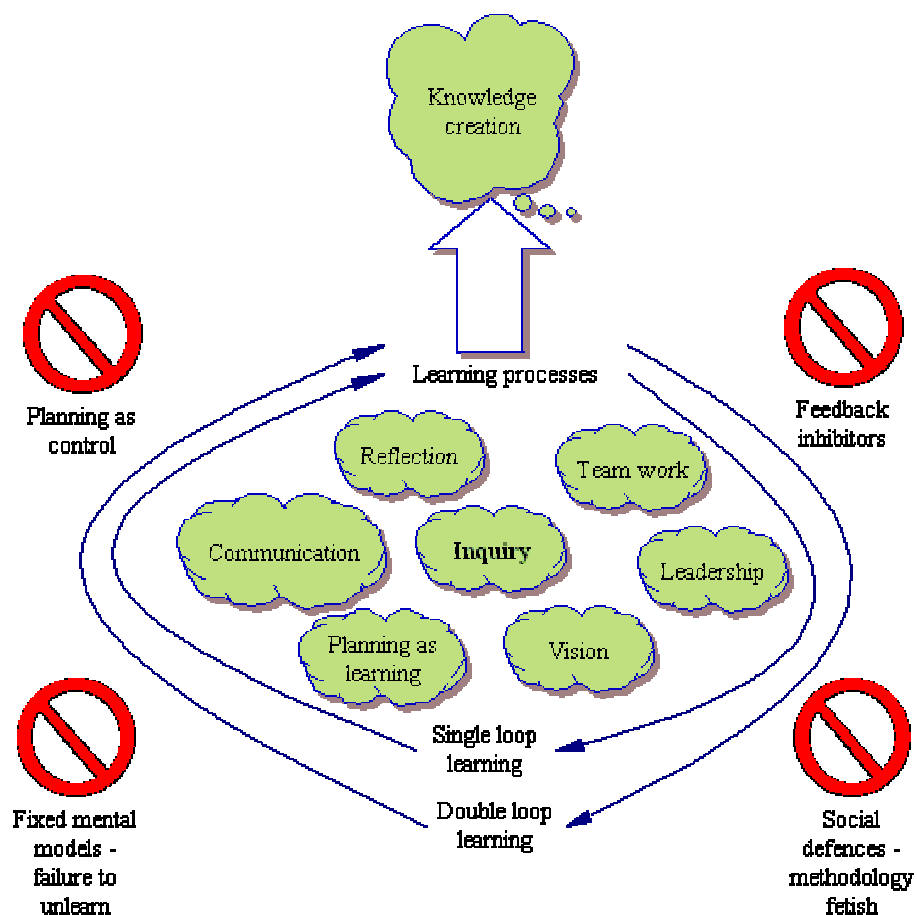 Knowledge
creation
Learning processes
Planning as
control
Feedback
inhibitors
Reflection
Team work
Communication
Inquiry
Leadership
Planning as
learning
Vision
Single loop
learning
Double loop
learning
Fixed mental
models -
failure to
unlearn
Social
defences -
methodology
fetish